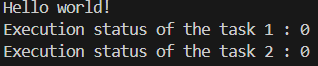 Hello world!
Execution status of the task 1 : 0
Execution status of the task 2 : 0